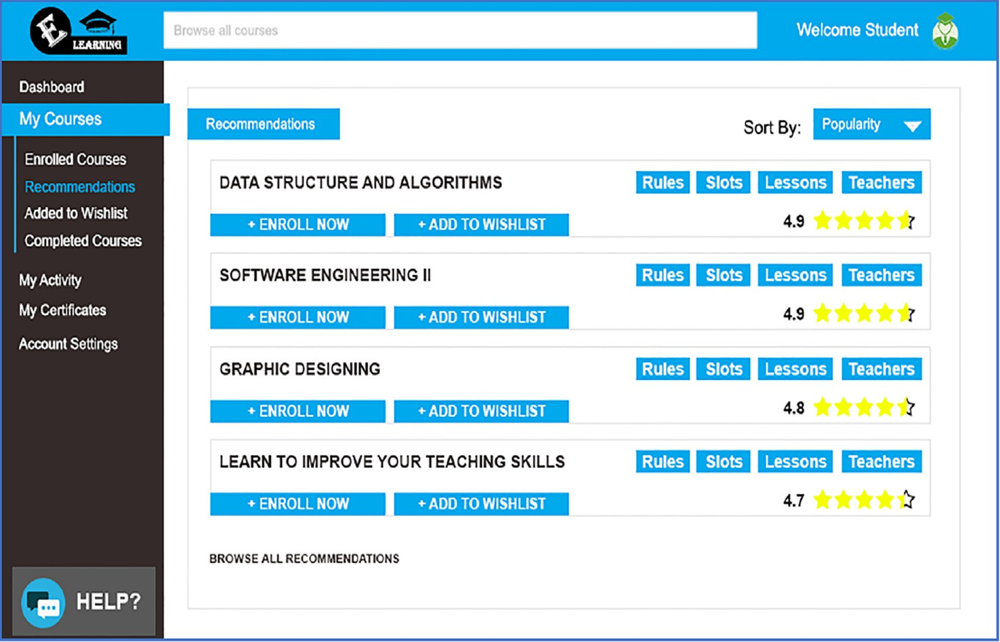 E LEARNING
Browse all courses
Welcome Student
Dashboard
My Courses
Enrolled Courses
Recommendations
Added to Wishlist
Completed Courses
My Activity
My Certificates
Account Settings
HELP?
Recommendations
Sort By: Popularity
DATA STRUCTURE AND ALGORITHMS
Rules Slots Lessons Teachers
+ ENROLL NOW + ADD TO WISHLIST
4.9
SOFTWARE ENGINEERING II
Rules Slots Lessons Teachers
+ ENROLL NOW + ADD TO WISHLIST
4.9
GRAPHIC DESIGNING
Rules Slots Lessons Teachers
+ ENROLL NOW + ADD TO WISHLIST
4.8
LEARN TO IMPROVE YOUR TEACHING SKILLS
Rules Slots Lessons Teachers
+ ENROLL NOW + ADD TO WISHLIST
4.7
BROWSE ALL RECOMMENDATIONS